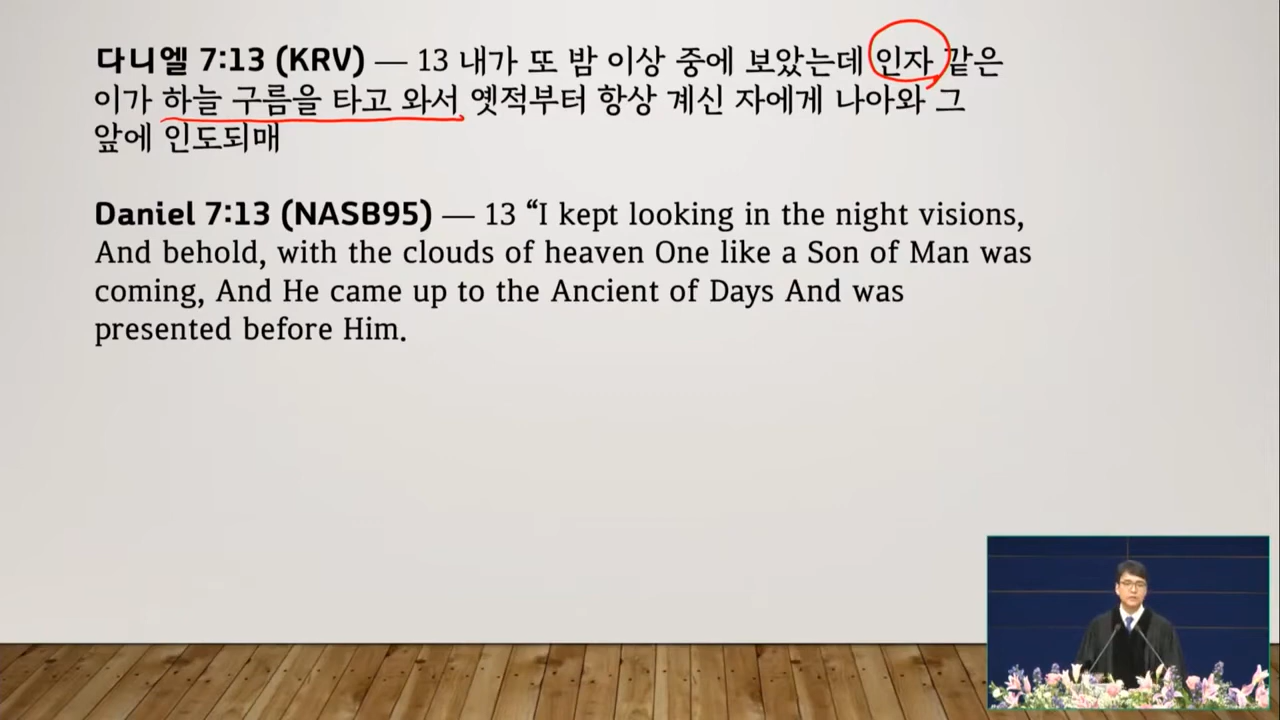 다니엘 7:13 (KRV) — 13 내가 또 밤 이상 중에 보았는데 인자 같은
이가 하늘 구름을 타고 와서 옛적부터 항상 계신 자에게 나아와 그
앞에 인도되매
Daniel 7:13 (NASB95) — 13 “I kept looking in the night visions,
And behold, with the clouds of heaven One like a Son of Man was
coming, And He came up to the Ancient of Days And was
presented before Him.